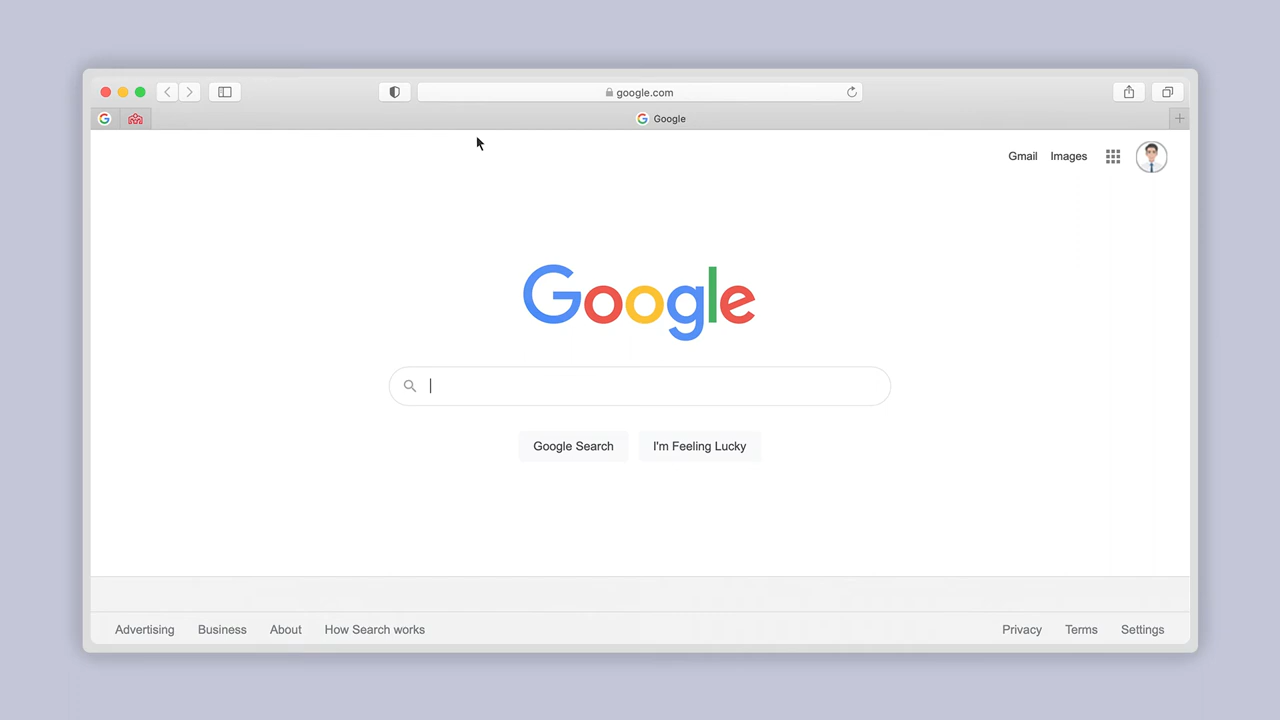 google.com
Google
Gmail Images
Google
Google Search I'm Feeling Lucky
Advertising Business About How Search works Privacy Terms Settings